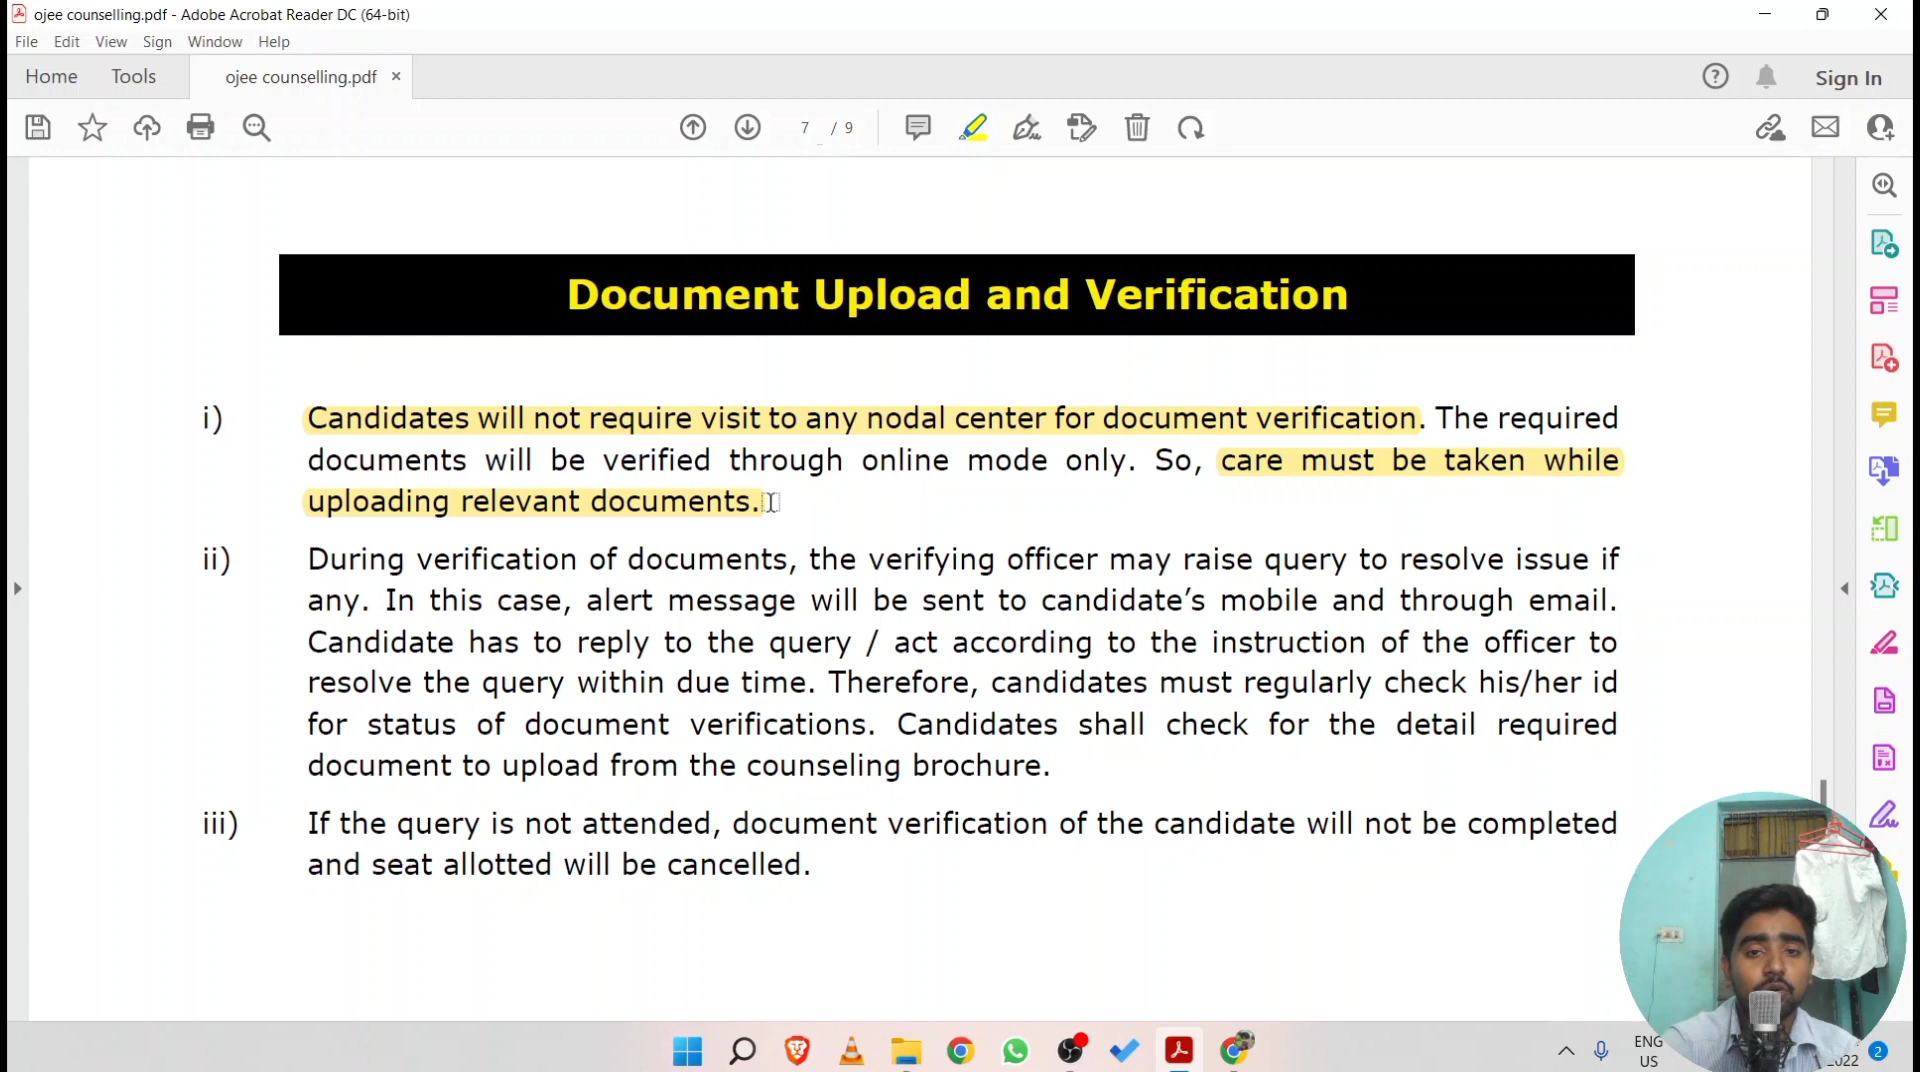 ojee counselling.pdf - Adobe Acrobat Reader DC (64-bit)
File Edit View Sign Window Help
Home Tools ojee counselling.pdf × Sign In
7 / 9
Document Upload and Verification
i) Candidates will not require visit to any nodal center for document verification. The required
documents will be verified through online mode only. So, care must be taken while
uploading relevant documents.
ii) During verification of documents, the verifying officer may raise query to resolve issue if
any. In this case, alert message will be sent to candidate’s mobile and through email.
Candidate has to reply to the query / act according to the instruction of the officer to
resolve the query within due time. Therefore, candidates must regularly check his/her id
for status of document verifications. Candidates shall check for the detail required
document to upload from the counseling brochure.
iii) If the query is not attended, document verification of the candidate will not be completed
and seat allotted will be cancelled.
ENG
US
2022 2